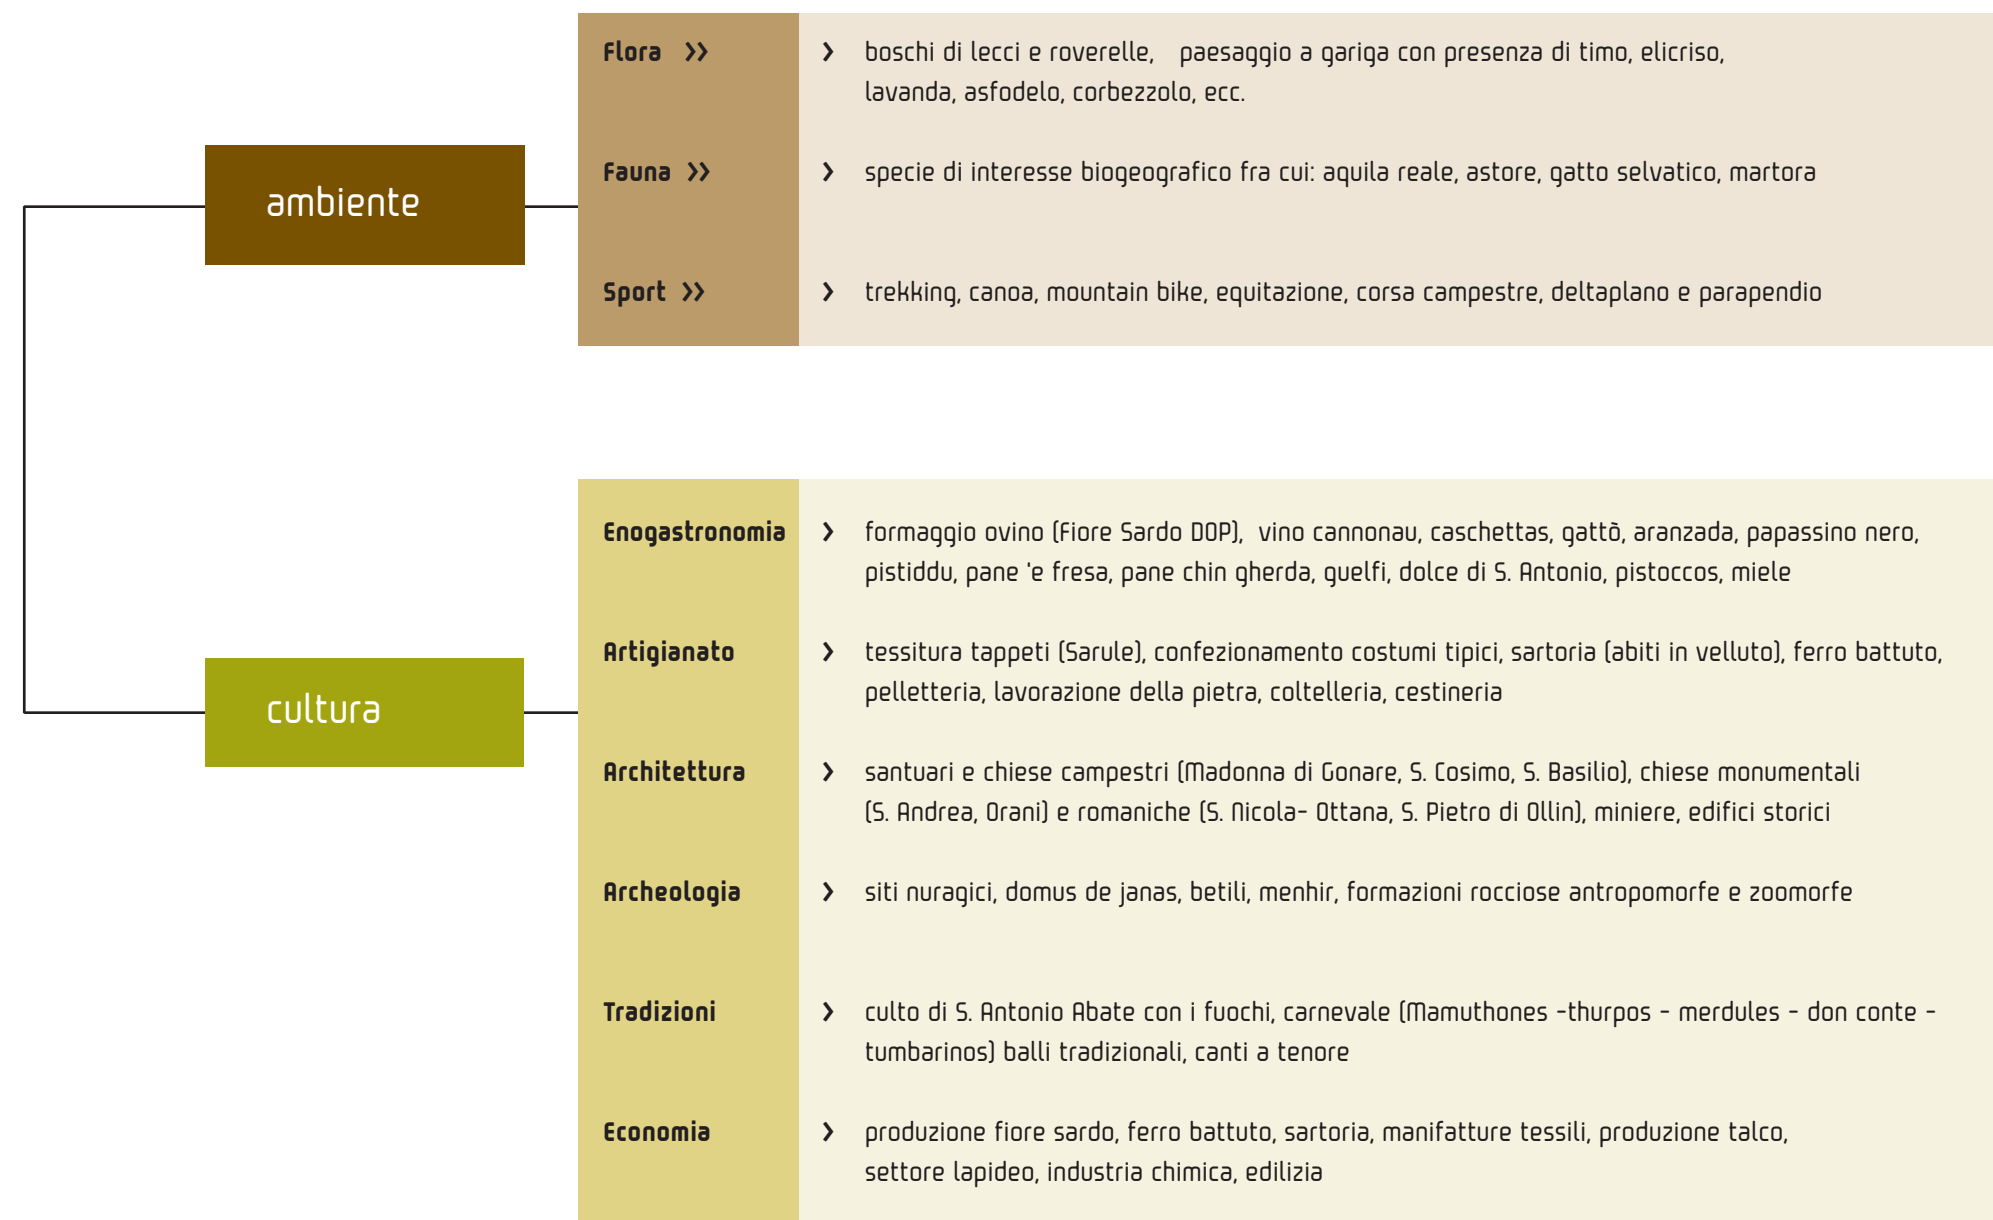 ambiente
Flora >> > boschi di lecci e roverelle, paesaggio a gariga con presenza di timo, elicriso,
lavanda, asfodelo, corbezzolo, ecc.
Fauna >> > specie di interesse biogeografico fra cui: aquila reale, astore, gatto selvatico, martora
Sport >> > trekking, canoa, mountain bike, equitazione, corsa campestre, deltaplano e parapendio
cultura
Enogastronomia > formaggio ovino (Fiore Sardo DOP), vino cannonau, caschettas, gattò, aranzada, papassino nero,
pistiddu, pane 'e fresa, pane chin gherda, guelfi, dolce di S. Antonio, pistoccos, miele
Artigianato > tessitura tappeti (Sarule), confezionamento costumi tipici, sartoria (abiti in velluto), ferro battuto,
pelletteria, lavorazione della pietra, coltelleria, cestineria
Architettura > santuari e chiese campestri (Madonna di Gonare, S. Cosimo, S. Basilio), chiese monumentali
(S. Andrea, Orani) e romaniche (S. Nicola- Ottana, S. Pietro di Ollin), miniere, edifici storici
Archeologia > siti nuragici, domus de janas, betili, menhir, formazioni rocciose antropomorfe e zoomorfe
Tradizioni > culto di S. Antonio Abate con i fuochi, carnevale (Mamuthones -thurpos - merdules - don conte -
tumbarinos) balli tradizionali, canti a tenore
Economia > produzione fiore sardo, ferro battuto, sartoria, manifatture tessili, produzione talco,
settore lapideo, industria chimica, edilizia